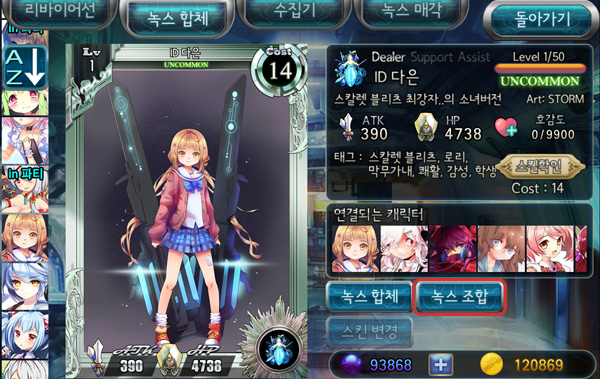 리바이어선
녹스 합체
수집기
녹스 매각
돌아가기
A
Z
in 파티
Lv
1
ID 다은
UNCOMMON
Cost
14
ATK
390
HP
4738
Dealer Support Assist
ID 다은
Level 1/50
UNCOMMON
스칼렛 블리츠 최강자..의 소녀버전
Art: STORM
ATK
390
HP
4738
호감도
0/9900
태그 : 스칼렛 블리츠, 로리,
막무가내, 쾌활, 감성, 학생
스킬확인
Cost : 14
연결되는 캐릭터
녹스 합체
녹스 조합
스킨 변경
93868
120869